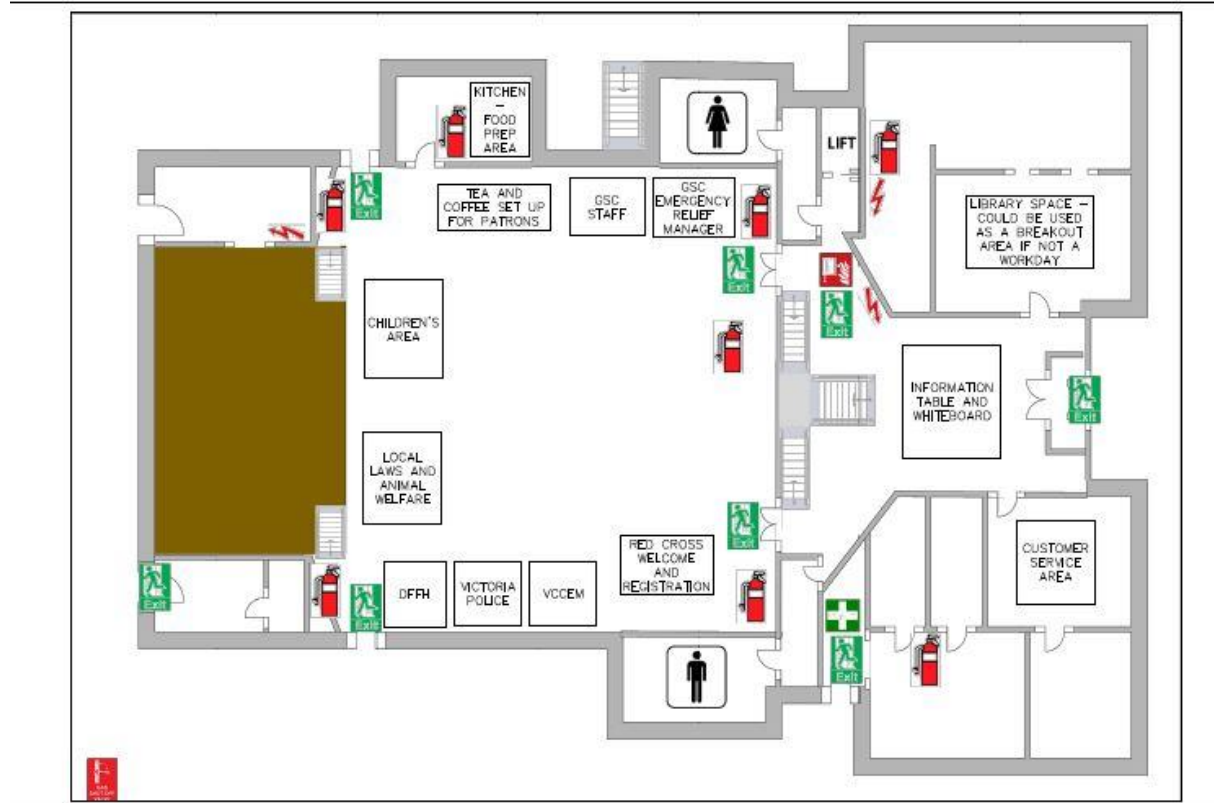 KITCHEN
–
FOOD
PREP
AREA
LIFT
TEA AND
COFFEE SET UP
FOR PATRONS
GSC
STAFF
GSC
EMERGENCY
RELIEF
MANAGER
Exit
LIBRARY SPACE –
COULD BE USED
AS A BREAKOUT
AREA IF NOT A
WORKDAY
Exit
Exit
CHILDREN'S
AREA
INFORMATION
TABLE AND
WHITEBOARD
Exit
LOCAL
LAWS AND
ANIMAL
WELFARE
Exit
RED CROSS
WELCOME
AND
REGISTRATION
CUSTOMER
SERVICE
AREA
Exit
DFFH
VICTORIA
POLICE
VCCEM
Exit
Exit